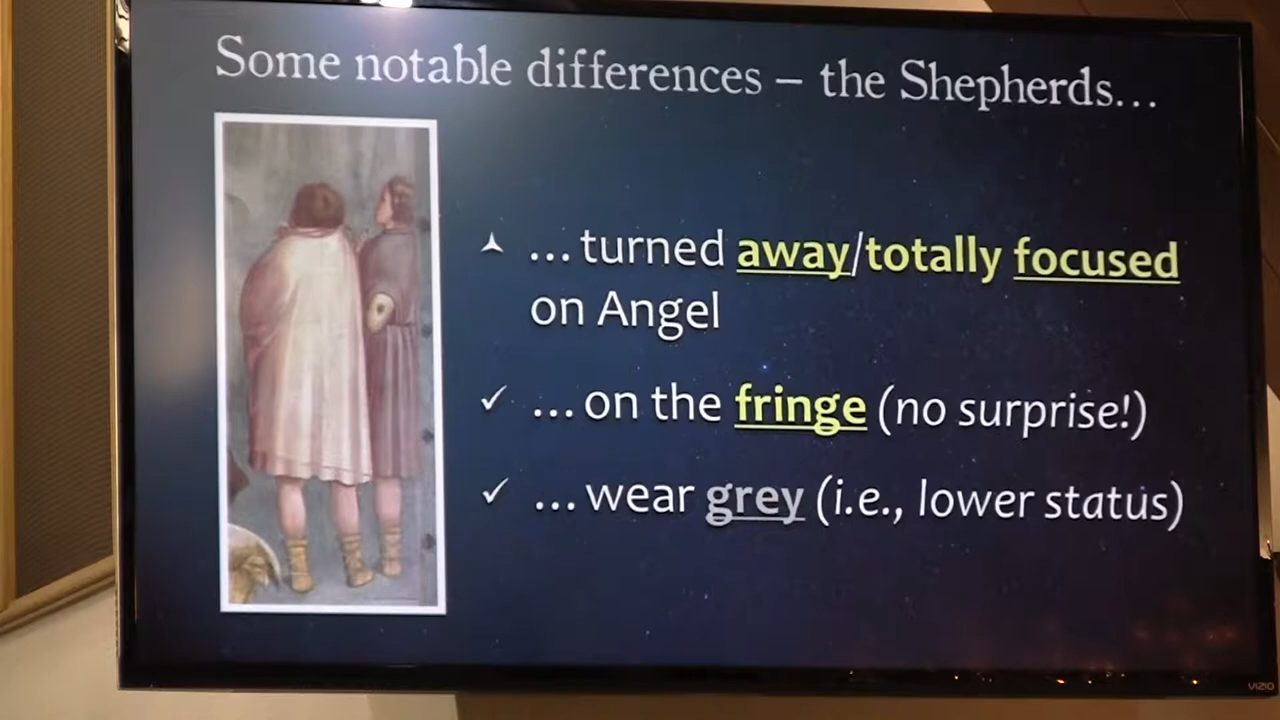 Some notable differences – the Shepherds…
… turned away/totally focused
on Angel
✓ … on the fringe (no surprise!)
✓ … wear grey (i.e., lower status)
VIZIO